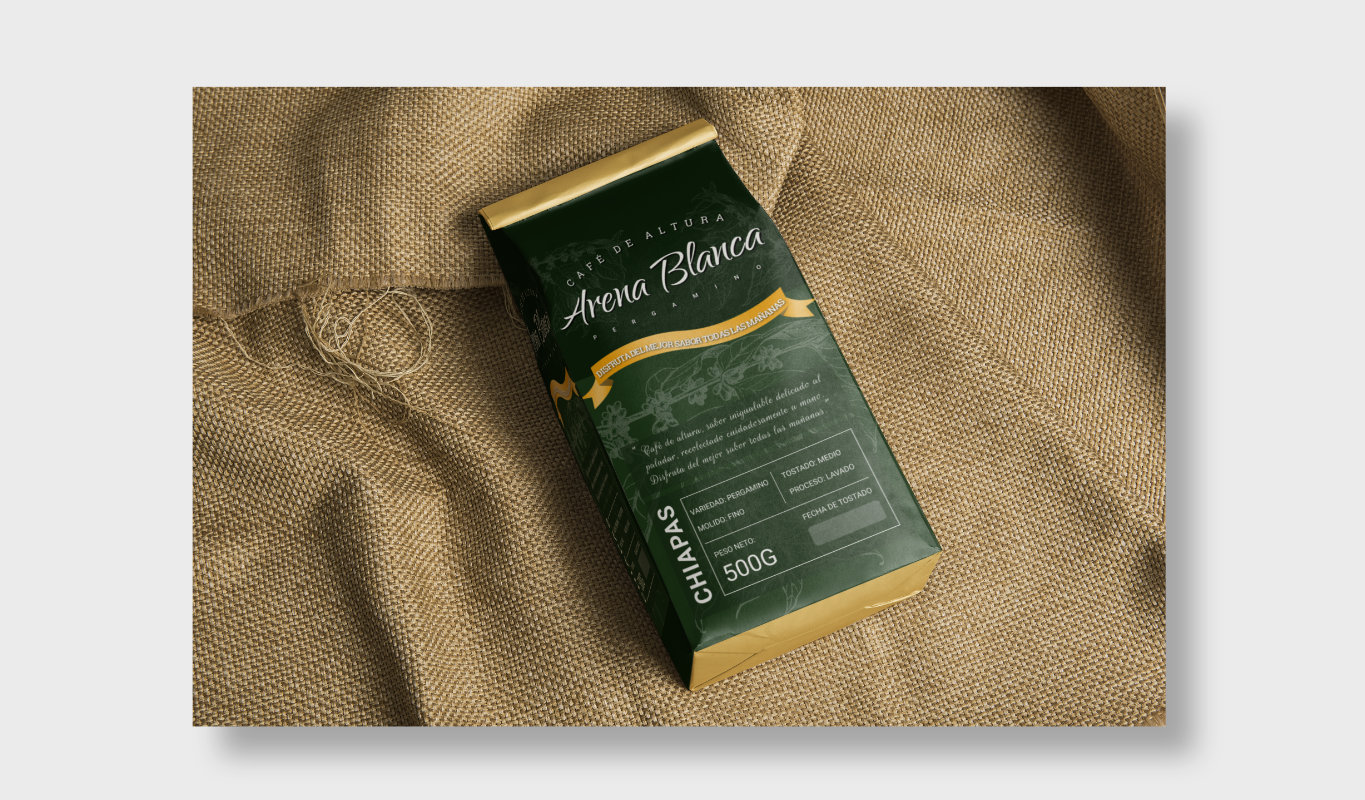 CAFÉ DE ALTURA
Arena Blanca
PERGAMINO
DISFRUTA DEL MEJOR SABOR TODAS LAS MAÑANAS
"Café de altura, sabor inigualable delicado al
paladar, recolectado cuidadosamente a mano
Disfruta del mejor sabor todas las mañanas"
CHIAPAS
VARIEDAD: PERGAMINO
MOLIDO: FINO
TOSTADO: MEDIO
PROCESO: LAVADO
PESO NETO:
500G
FECHA DE TOSTADO